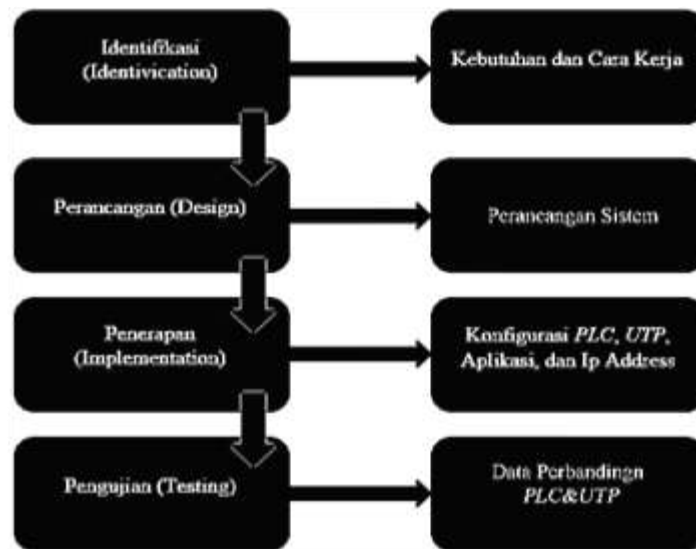 Identifikasi
(Identivication)
Kebutuhan dan Cara Kerja
Perancangan (Design)
Perancangan Sistem
Penerapan
(Implementation)
Konfigurasi PLC, UTP,
Aplikasi, dan Ip Address
Pengujian (Testing)
Data Perbandingn
PLC&UTP